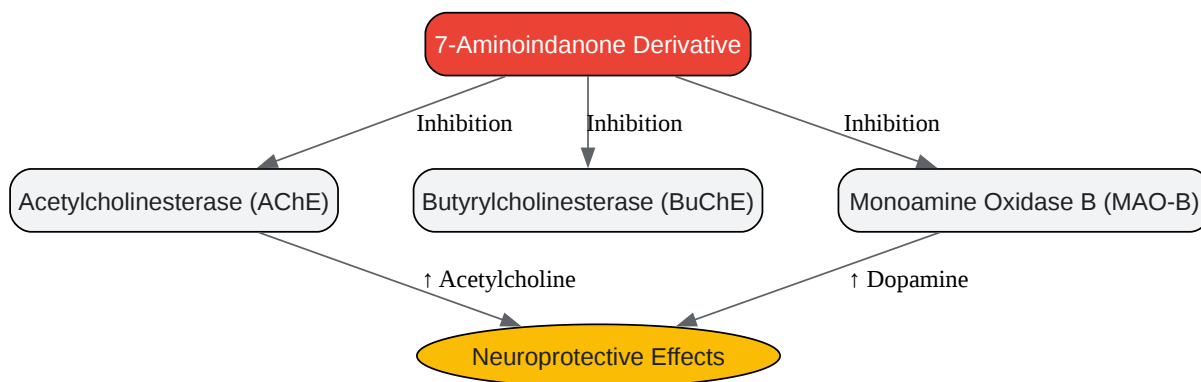 7-Aminoindanone Derivative
Inhibition
Inhibition
Inhibition
Acetylcholinesterase (AChE)
Butyrylcholinesterase (BuChE)
Monoamine Oxidase B (MAO-B)
↑ Acetylcholine
↑ Dopamine
Neuroprotective Effects